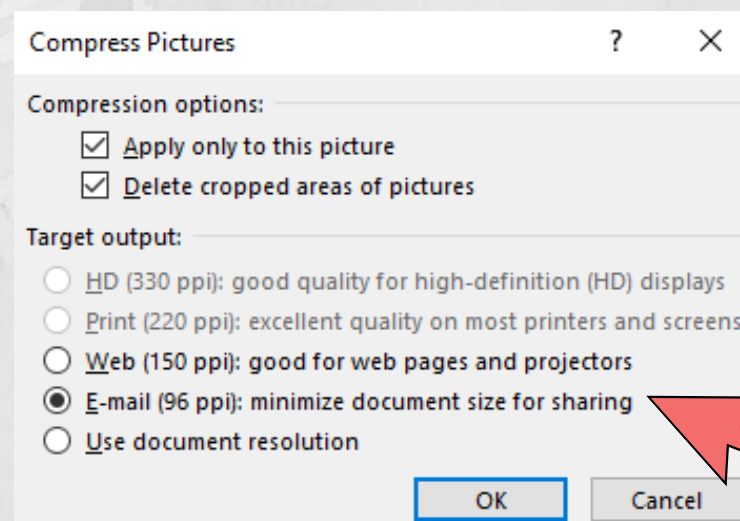 Compress Pictures ? ×
Compression options:
Apply only to this picture
Delete cropped areas of pictures
Target output:
HD (330 ppi): good quality for high-definition (HD) displays
Print (220 ppi): excellent quality on most printers and screens
Web (150 ppi): good for web pages and projectors
E-mail (96 ppi): minimize document size for sharing
Use document resolution
OK Cancel